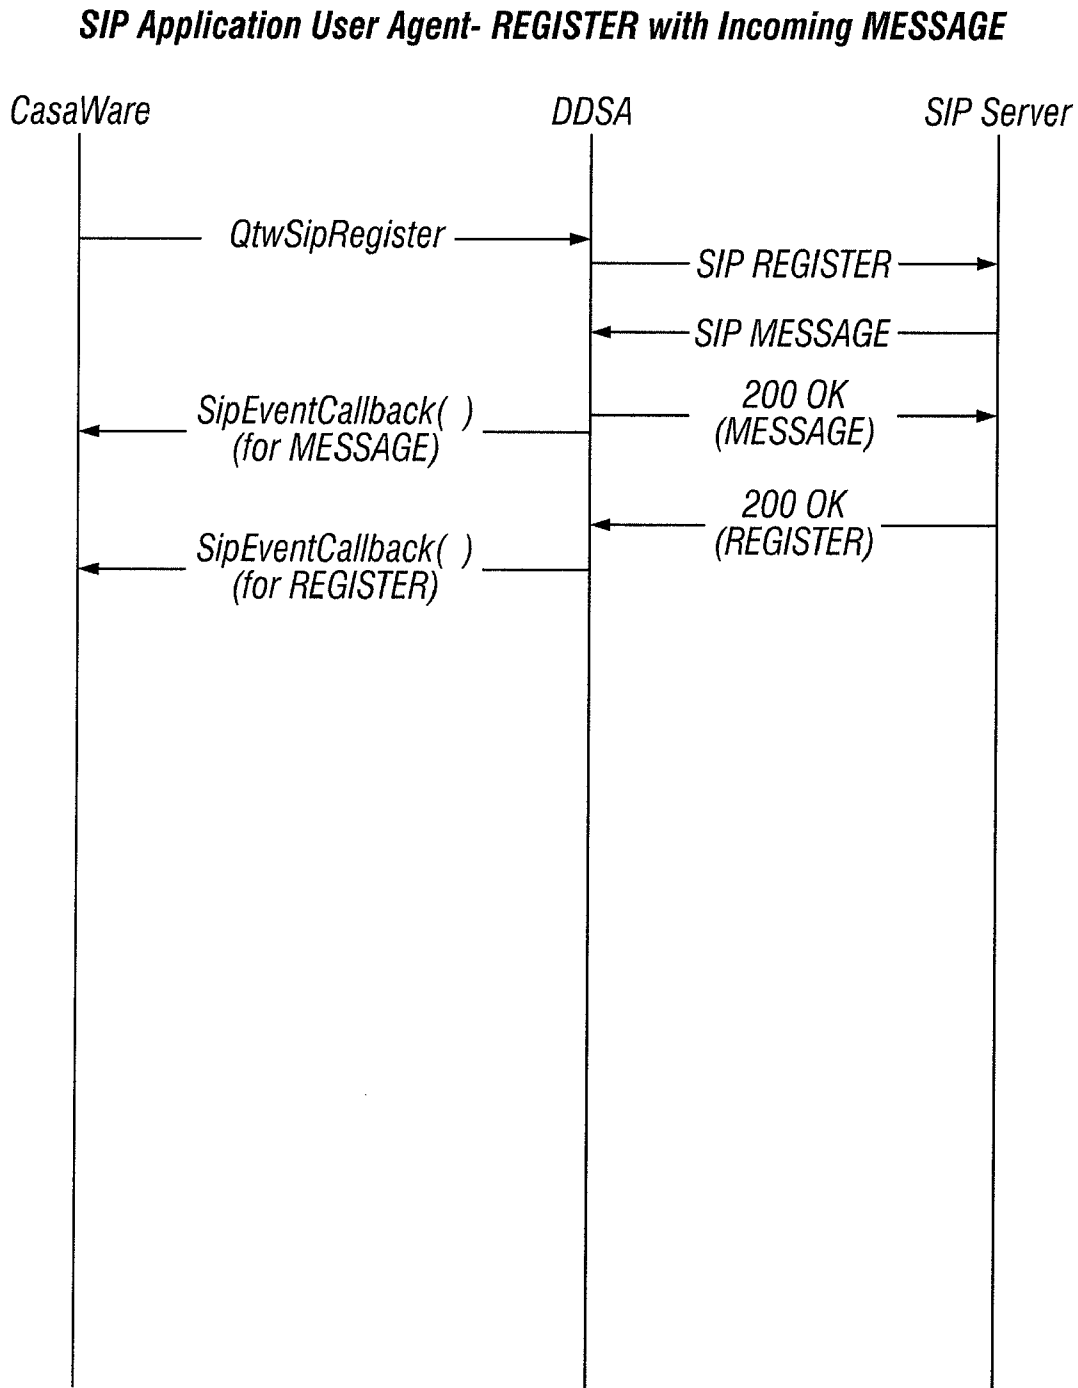 SIP Application User Agent- REGISTER with Incoming MESSAGE
CasaWare
DDSA
SIP Server
QtwSipRegister
SIP REGISTER
SIP MESSAGE
SipEventCallback( )
(for MESSAGE)
200 OK
(MESSAGE)
200 OK
(REGISTER)
SipEventCallback( )
(for REGISTER)